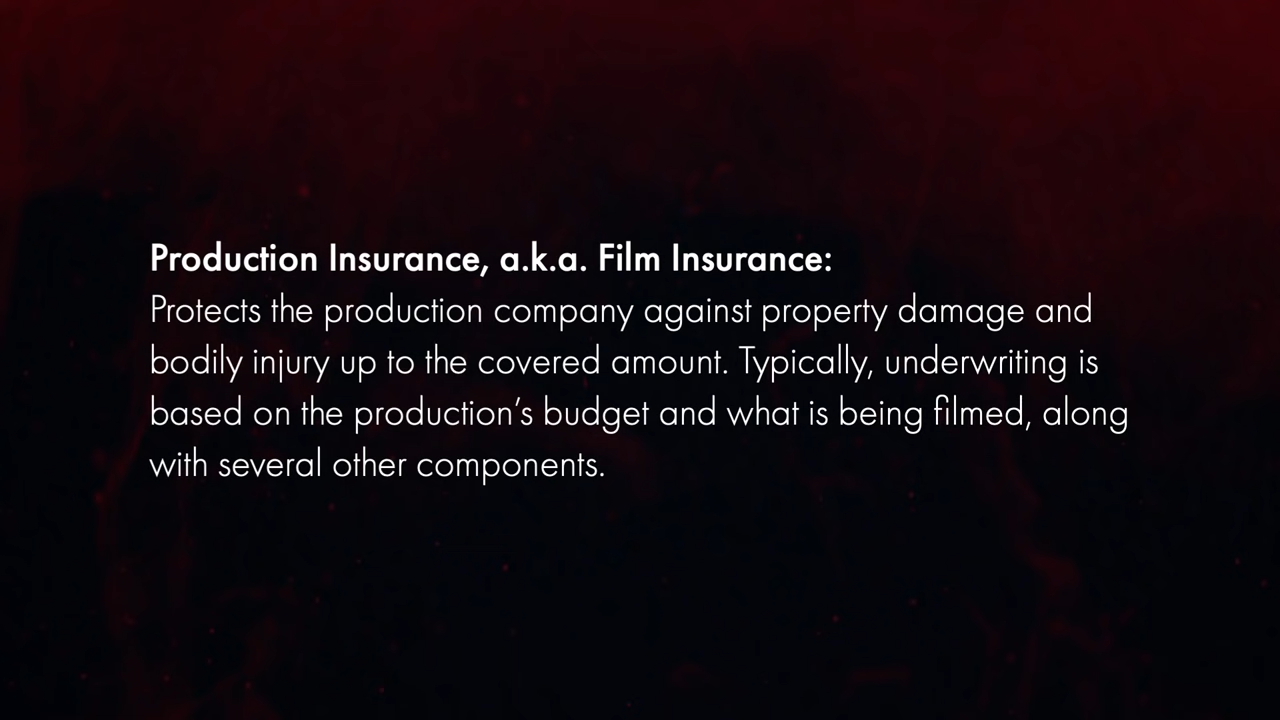 Production Insurance, a.k.a. Film Insurance:
Protects the production company against property damage and
bodily injury up to the covered amount. Typically, underwriting is
based on the production’s budget and what is being filmed, along
with several other components.